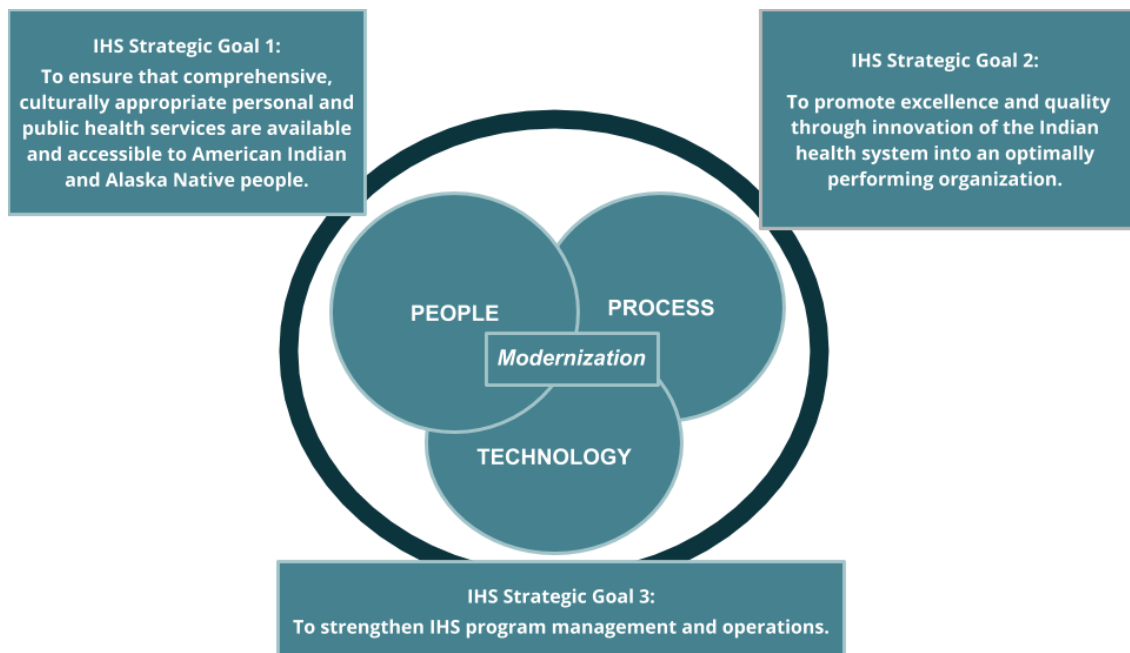 IHS Strategic Goal 1:
To ensure that comprehensive,
culturally appropriate personal and
public health services are available
and accessible to American Indian
and Alaska Native people.
IHS Strategic Goal 2:
To promote excellence and quality
through innovation of the Indian
health system into an optimally
performing organization.
PEOPLE
PROCESS
Modernization
TECHNOLOGY
IHS Strategic Goal 3:
To strengthen IHS program management and operations.